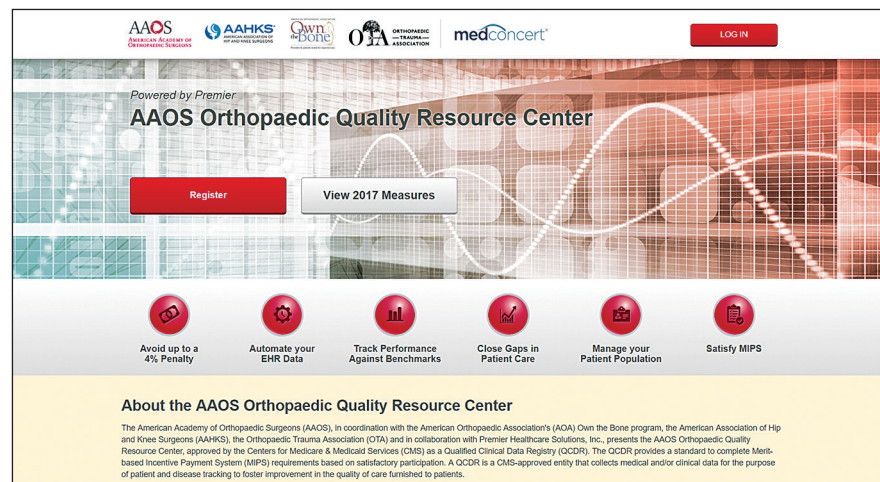 AAOS
AMERICAN ACADEMY OF
ORTHOPAEDIC SURGEONS
AAHKS
AMERICAN ASSOCIATION OF
HIP AND KNEE SURGEONS
AMERICAN ORTHOPAEDIC ASSOCIATION
Own
the Bone
OTA
ORTHOPAEDIC
TRAUMA
ASSOCIATION
medconcert
LOG IN
Powered by Premier
AAOS Orthopaedic Quality Resource Center
Register
View 2017 Measures
Avoid up to a
4% Penalty
Automate your
EHR Data
Track Performance
Against Benchmarks
Close Gaps in
Patient Care
Manage your
Patient Population
Satisfy MIPS
About the AAOS Orthopaedic Quality Resource Center
The American Academy of Orthopaedic Surgeons (AAOS), in coordination with the American Orthopaedic Association's (AOA) Own the Bone program, the American Association of Hip
and Knee Surgeons (AAHKS), the Orthopaedic Trauma Association (OTA) and in collaboration with Premier Healthcare Solutions, Inc., presents the AAOS Orthopaedic Quality
Resource Center, approved by the Centers for Medicare & Medicaid Services (CMS) as a Qualified Clinical Data Registry (QCDR). The QCDR provides a standard to complete Merit-
based Incentive Payment System (MIPS) requirements based on satisfactory participation. A QCDR is a CMS-approved entity that collects medical and/or clinical data for the purpose
of patient and disease tracking to foster improvement in the quality of care furnished to patients.